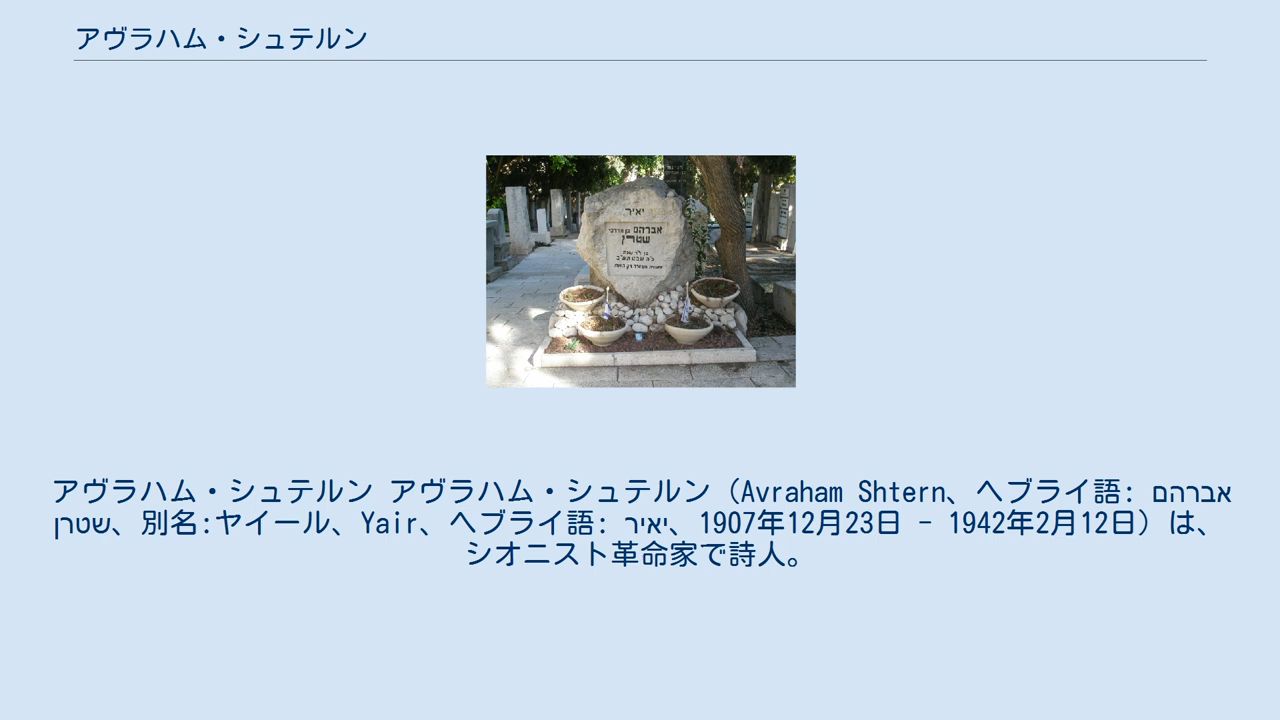 アヴラハム・シュテルン
יאיר
אברהם בן מרדכי
שטרן
アヴラハム・シュテルン アヴラハム・シュテルン（Avraham Shtern、ヘブライ語: אברהם
שטרן、別名:ヤイール、Yair、ヘブライ語: יאיר、1907年12月23日 - 1942年2月12日）は、
シオニスト革命家で詩人。